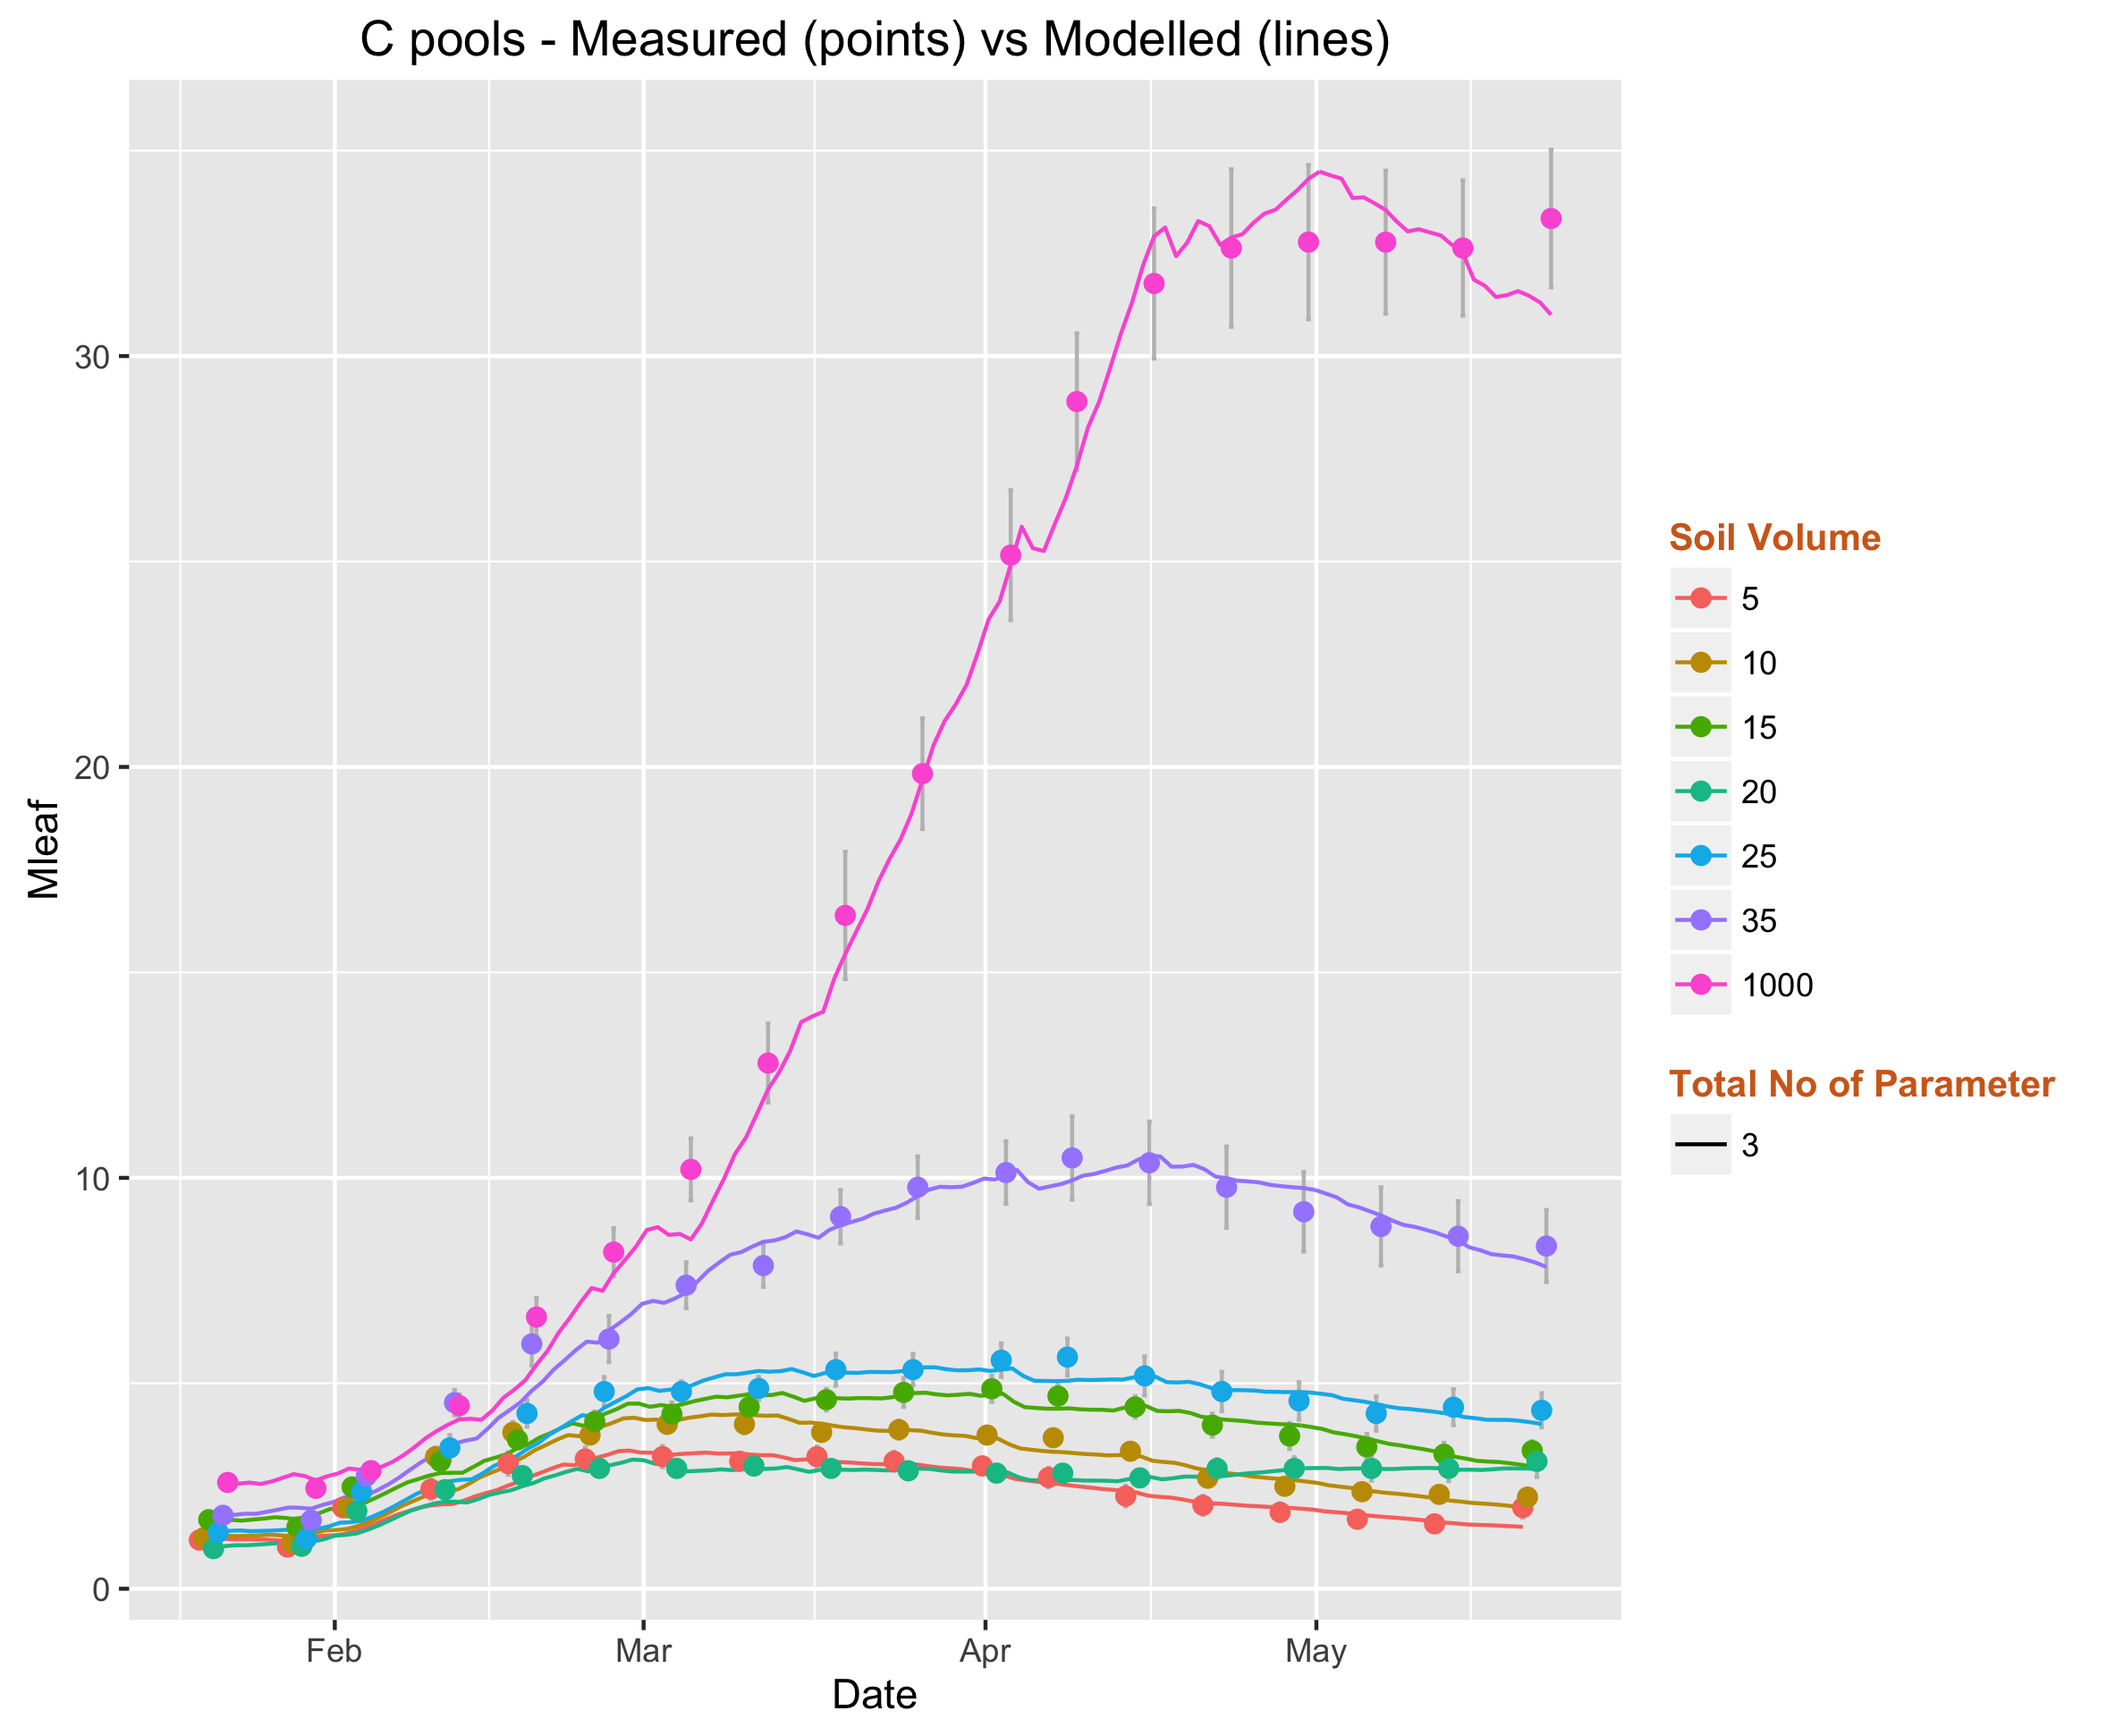 C pools - Measured (points) vs Modelled (lines)
Mleaf
30
20
10
0
Feb Mar Apr May
Date
Soil Volume
5
10
15
20
25
35
1000
Total No of Parameter
3